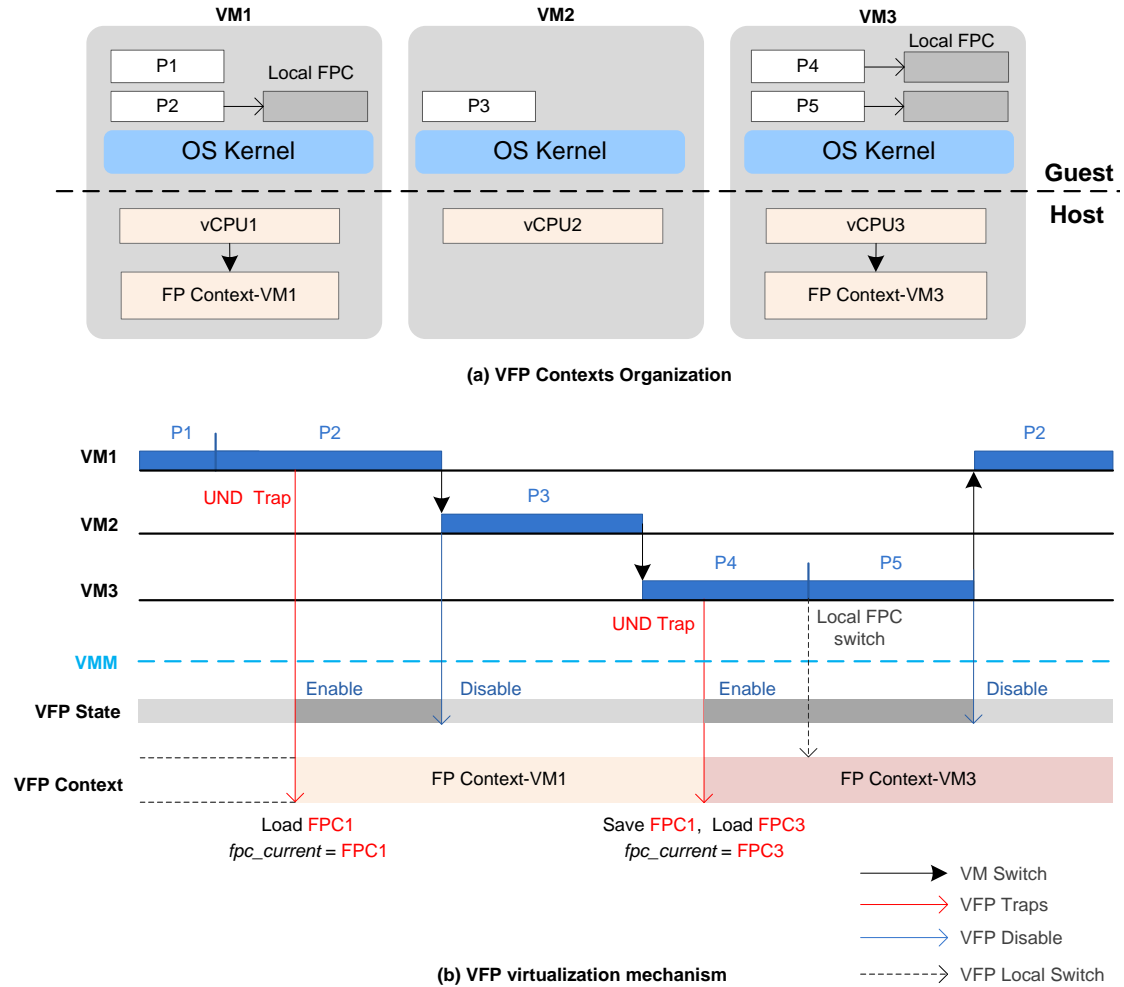 VM1 VM2 VM3
P1 Local FPC P4 Local FPC
P2 P3 P5
OS Kernel OS Kernel OS Kernel
Guest
Host
vCPU1 vCPU2 vCPU3
FP Context-VM1 FP Context-VM3
(a) VFP Contexts Organization
P1 P2 P2
VM1
UND Trap P3
VM2
P4 P5
VM3
UND Trap Local FPC
switch
VMM
Enable Disable Enable Disable
VFP State
VFP Context FP Context-VM1 FP Context-VM3
Load FPC1 Save FPC1, Load FPC3
fpc_current = FPC1 fpc_current = FPC3
VM Switch
VFP Traps
VFP Disable
(b) VFP virtualization mechanism VFP Local Switch